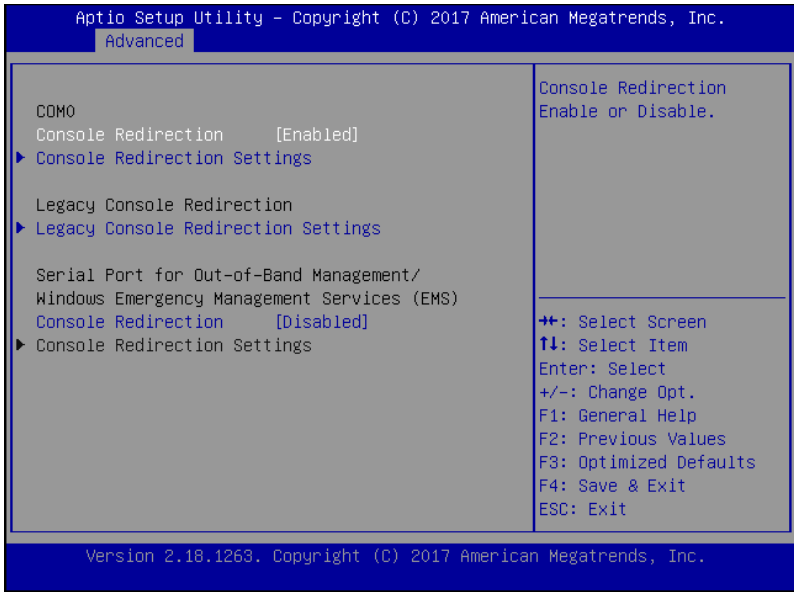 Aptio Setup Utility – Copyright (C) 2017 American Megatrends, Inc.
Advanced
COM0
Console Redirection [Enabled]
▶ Console Redirection Settings
Legacy Console Redirection
▶ Legacy Console Redirection Settings
Serial Port for Out-of-Band Management/
Windows Emergency Management Services (EMS)
Console Redirection [Disabled]
▶ Console Redirection Settings
Console Redirection
Enable or Disable.
→←: Select Screen
↑↓: Select Item
Enter: Select
+/-: Change Opt.
F1: General Help
F2: Previous Values
F3: Optimized Defaults
F4: Save & Exit
ESC: Exit
Version 2.18.1263. Copyright (C) 2017 American Megatrends, Inc.